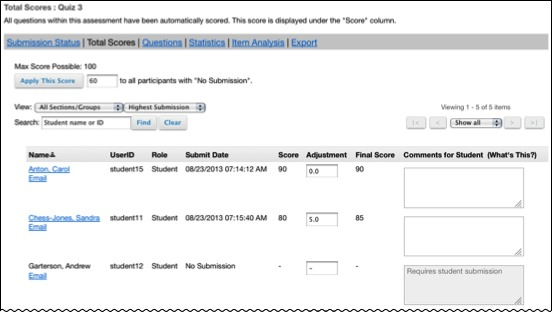 Total Scores : Quiz 3
All questions within this assessment have been automatically scored. This score is displayed under the "Score" column.
Submission Status | Total Scores | Questions | Statistics | Item Analysis | Export
Max Score Possible: 100
Apply This Score 60 to all participants with "No Submission".
View: All Sections/Groups Highest Submission Viewing 1 - 5 of 5 items
Search: Student name or ID Find Clear |< < Show all > >|
Name UserID Role Submit Date Score Adjustment Final Score Comments for Student (What's This?)
Anton, Carol student15 Student 08/23/2013 07:14:12 AM 90 0.0 90
Email
Chess-Jones, Sandra student11 Student 08/23/2013 07:15:40 AM 80 5.0 85
Email
Garterson, Andrew student12 Student No Submission - - - Requires student submission
Email